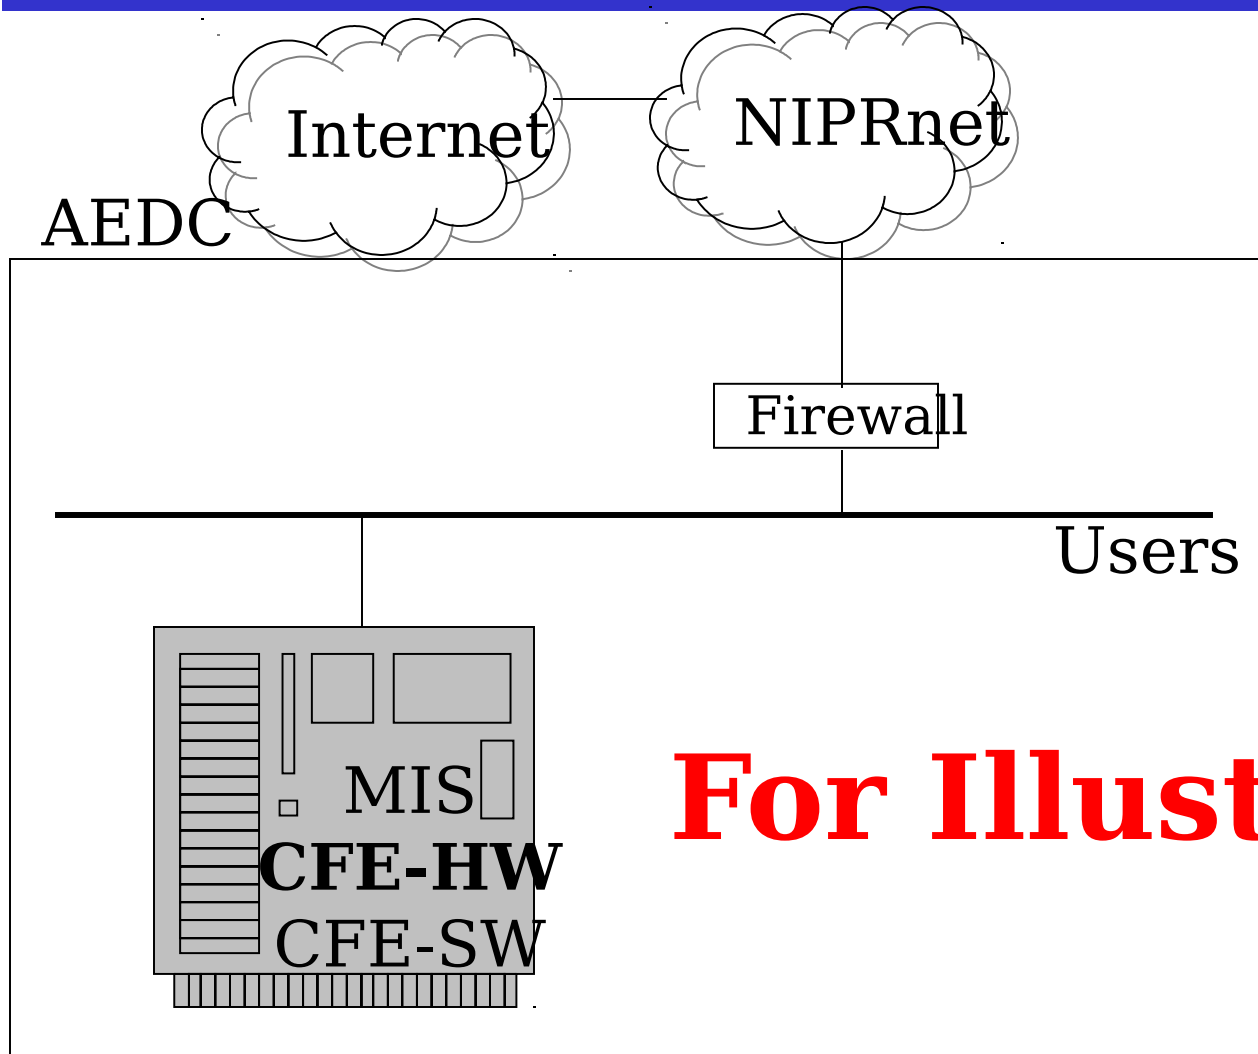 Internet
NIPRnet
AEDC
Firewall
Users
MIS
For Illust
CFE-HW
CFE-SW